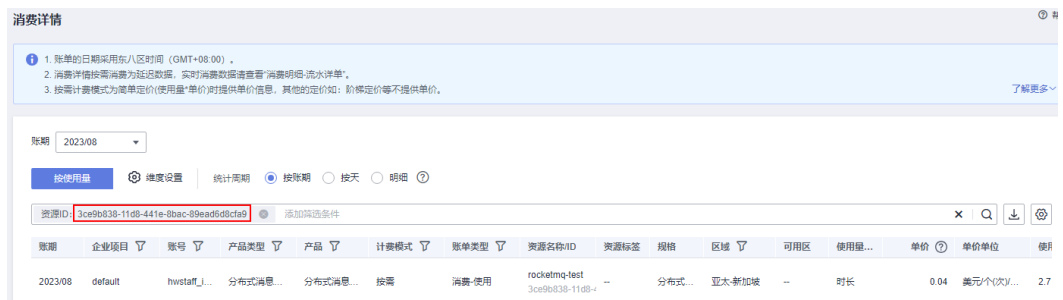 消费详情
1. 账单的日期采用东八区时间（GMT+08:00）。
2. 消费详情按需消费为延迟数据，实时消费数据请查看“消费明细-流水详单”。
3. 按需计费模式为简单定价(使用量*单价)时提供单价信息，其他的定价如：阶梯定价等不提供单价。
了解更多
账期 2023/08
按使用量 维度设置 统计周期 按账期 按天 明细
资源ID: 3ce9b838-11d8-441e-8bac-89ead6d8cfa9 添加筛选条件
账期 企业项目 账号 产品类型 产品 计费模式 账单类型 资源名称/ID 资源标签 规格 区域 可用区 使用量... 单价 单价单位
2023/08 default hwstaff_i... 分布式消息... 分布式消息... 按需 消费-使用 rocketmq-test -- 分布式... 亚太-新加坡 -- 时长 0.04 美元/个(次)/... 2.7
3ce9b838-11d8-